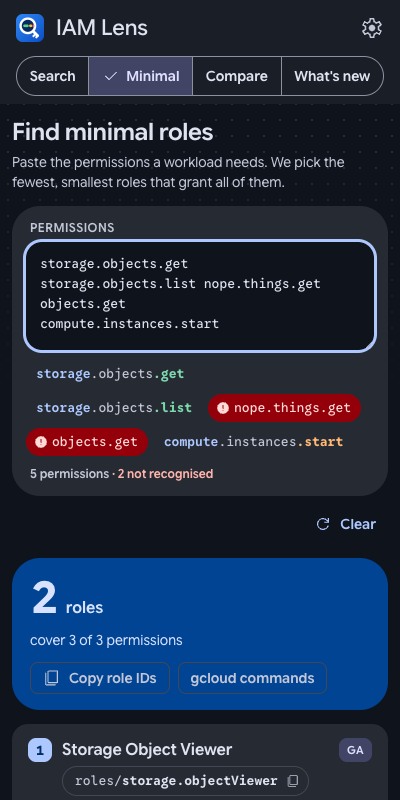 IAM Lens
Search
Minimal
Compare
What's new
Find minimal roles
Paste the permissions a workload needs. We pick the
fewest, smallest roles that grant all of them.
PERMISSIONS
storage.objects.get
storage.objects.list nope.things.get
objects.get
compute.instances.start
storage.objects.get
storage.objects.list
nope.things.get
objects.get
compute.instances.start
5 permissions · 2 not recognised
Clear
2 roles
cover 3 of 3 permissions
Copy role IDs
gcloud commands
1
Storage Object Viewer
GA
roles/storage.objectViewer